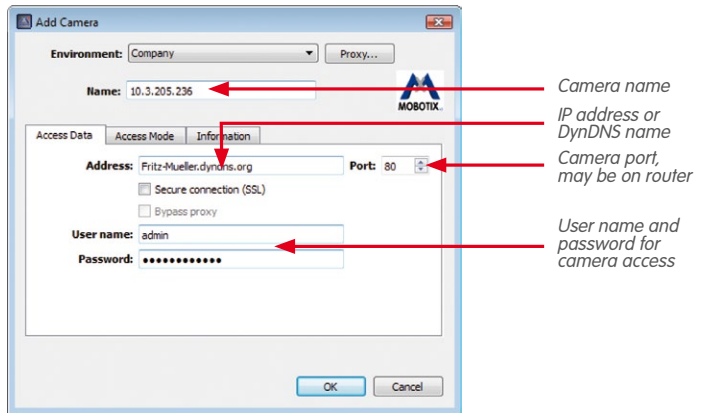 Add Camera
Environment: Company Proxy...
Name: 10.3.205.236
MOBOTIX
Camera name
IP address or
DynDNS name
Access Data Access Mode Information
Address: Fritz-Mueller.dyndns.org Port: 80
Camera port,
may be on router
Secure connection (SSL)
Bypass proxy
User name: admin
Password: ••••••••••••
User name and
password for
camera access
OK Cancel